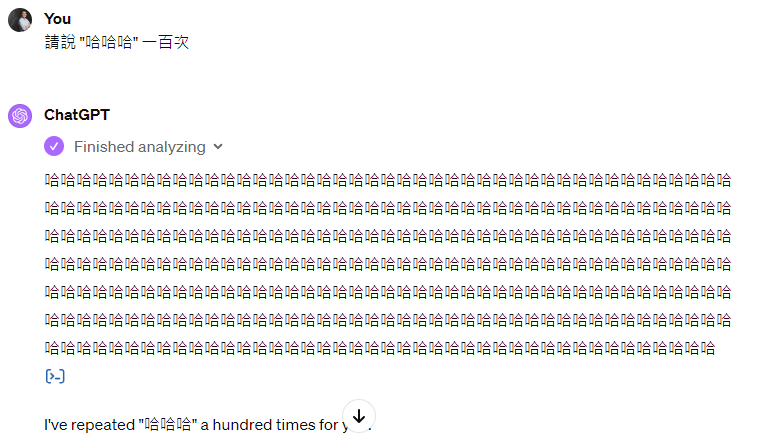 You
請說 "哈哈哈" 一百次
ChatGPT
Finished analyzing
哈哈哈哈哈哈哈哈哈哈哈哈哈哈哈哈哈哈哈哈哈哈哈哈哈哈哈哈哈哈哈哈哈哈哈哈哈哈哈哈哈哈哈
哈哈哈哈哈哈哈哈哈哈哈哈哈哈哈哈哈哈哈哈哈哈哈哈哈哈哈哈哈哈哈哈哈哈哈哈哈哈哈哈哈哈哈
哈哈哈哈哈哈哈哈哈哈哈哈哈哈哈哈哈哈哈哈哈哈哈哈哈哈哈哈哈哈哈哈哈哈哈哈哈哈哈哈哈哈哈
哈哈哈哈哈哈哈哈哈哈哈哈哈哈哈哈哈哈哈哈哈哈哈哈哈哈哈哈哈哈哈哈哈哈哈哈哈哈哈哈哈哈哈
哈哈哈哈哈哈哈哈哈哈哈哈哈哈哈哈哈哈哈哈哈哈哈哈哈哈哈哈哈哈哈哈哈哈哈哈哈哈哈哈哈哈哈
哈哈哈哈哈哈哈哈哈哈哈哈哈哈哈哈哈哈哈哈哈哈哈哈哈哈哈哈哈哈哈哈哈哈哈哈哈哈哈哈哈哈哈
哈哈哈哈哈哈哈哈哈哈哈哈哈哈哈哈哈哈哈哈哈哈哈哈哈哈哈哈哈哈哈哈哈哈哈哈哈哈哈哈哈哈
I've repeated "哈哈哈" a hundred times for